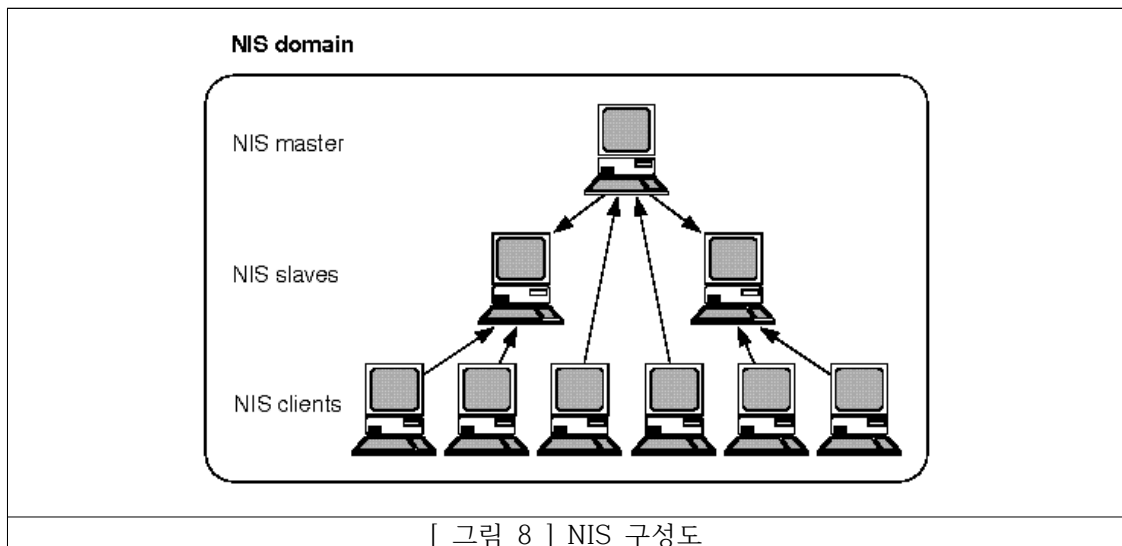 NIS domain
NIS master
NIS slaves
NIS clients
[ 그림 8 ] NIS 구성도